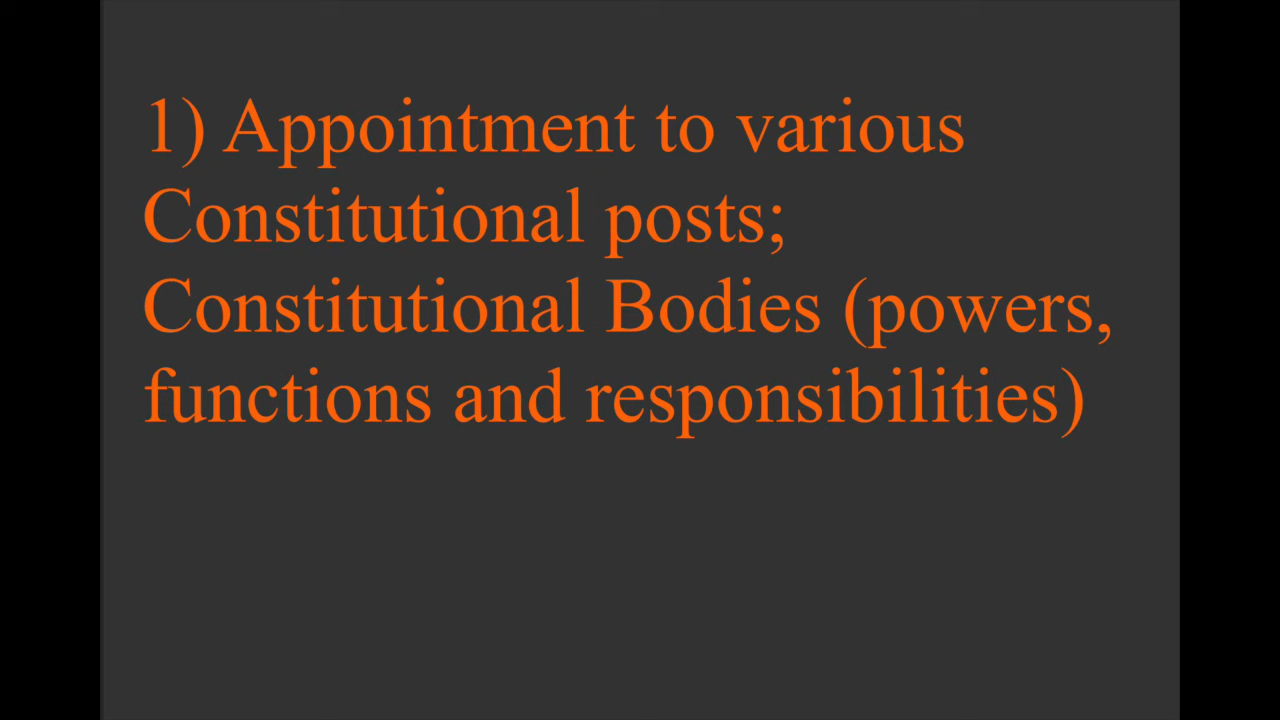 1) Appointment to various
Constitutional posts;
Constitutional Bodies (powers,
functions and responsibilities)